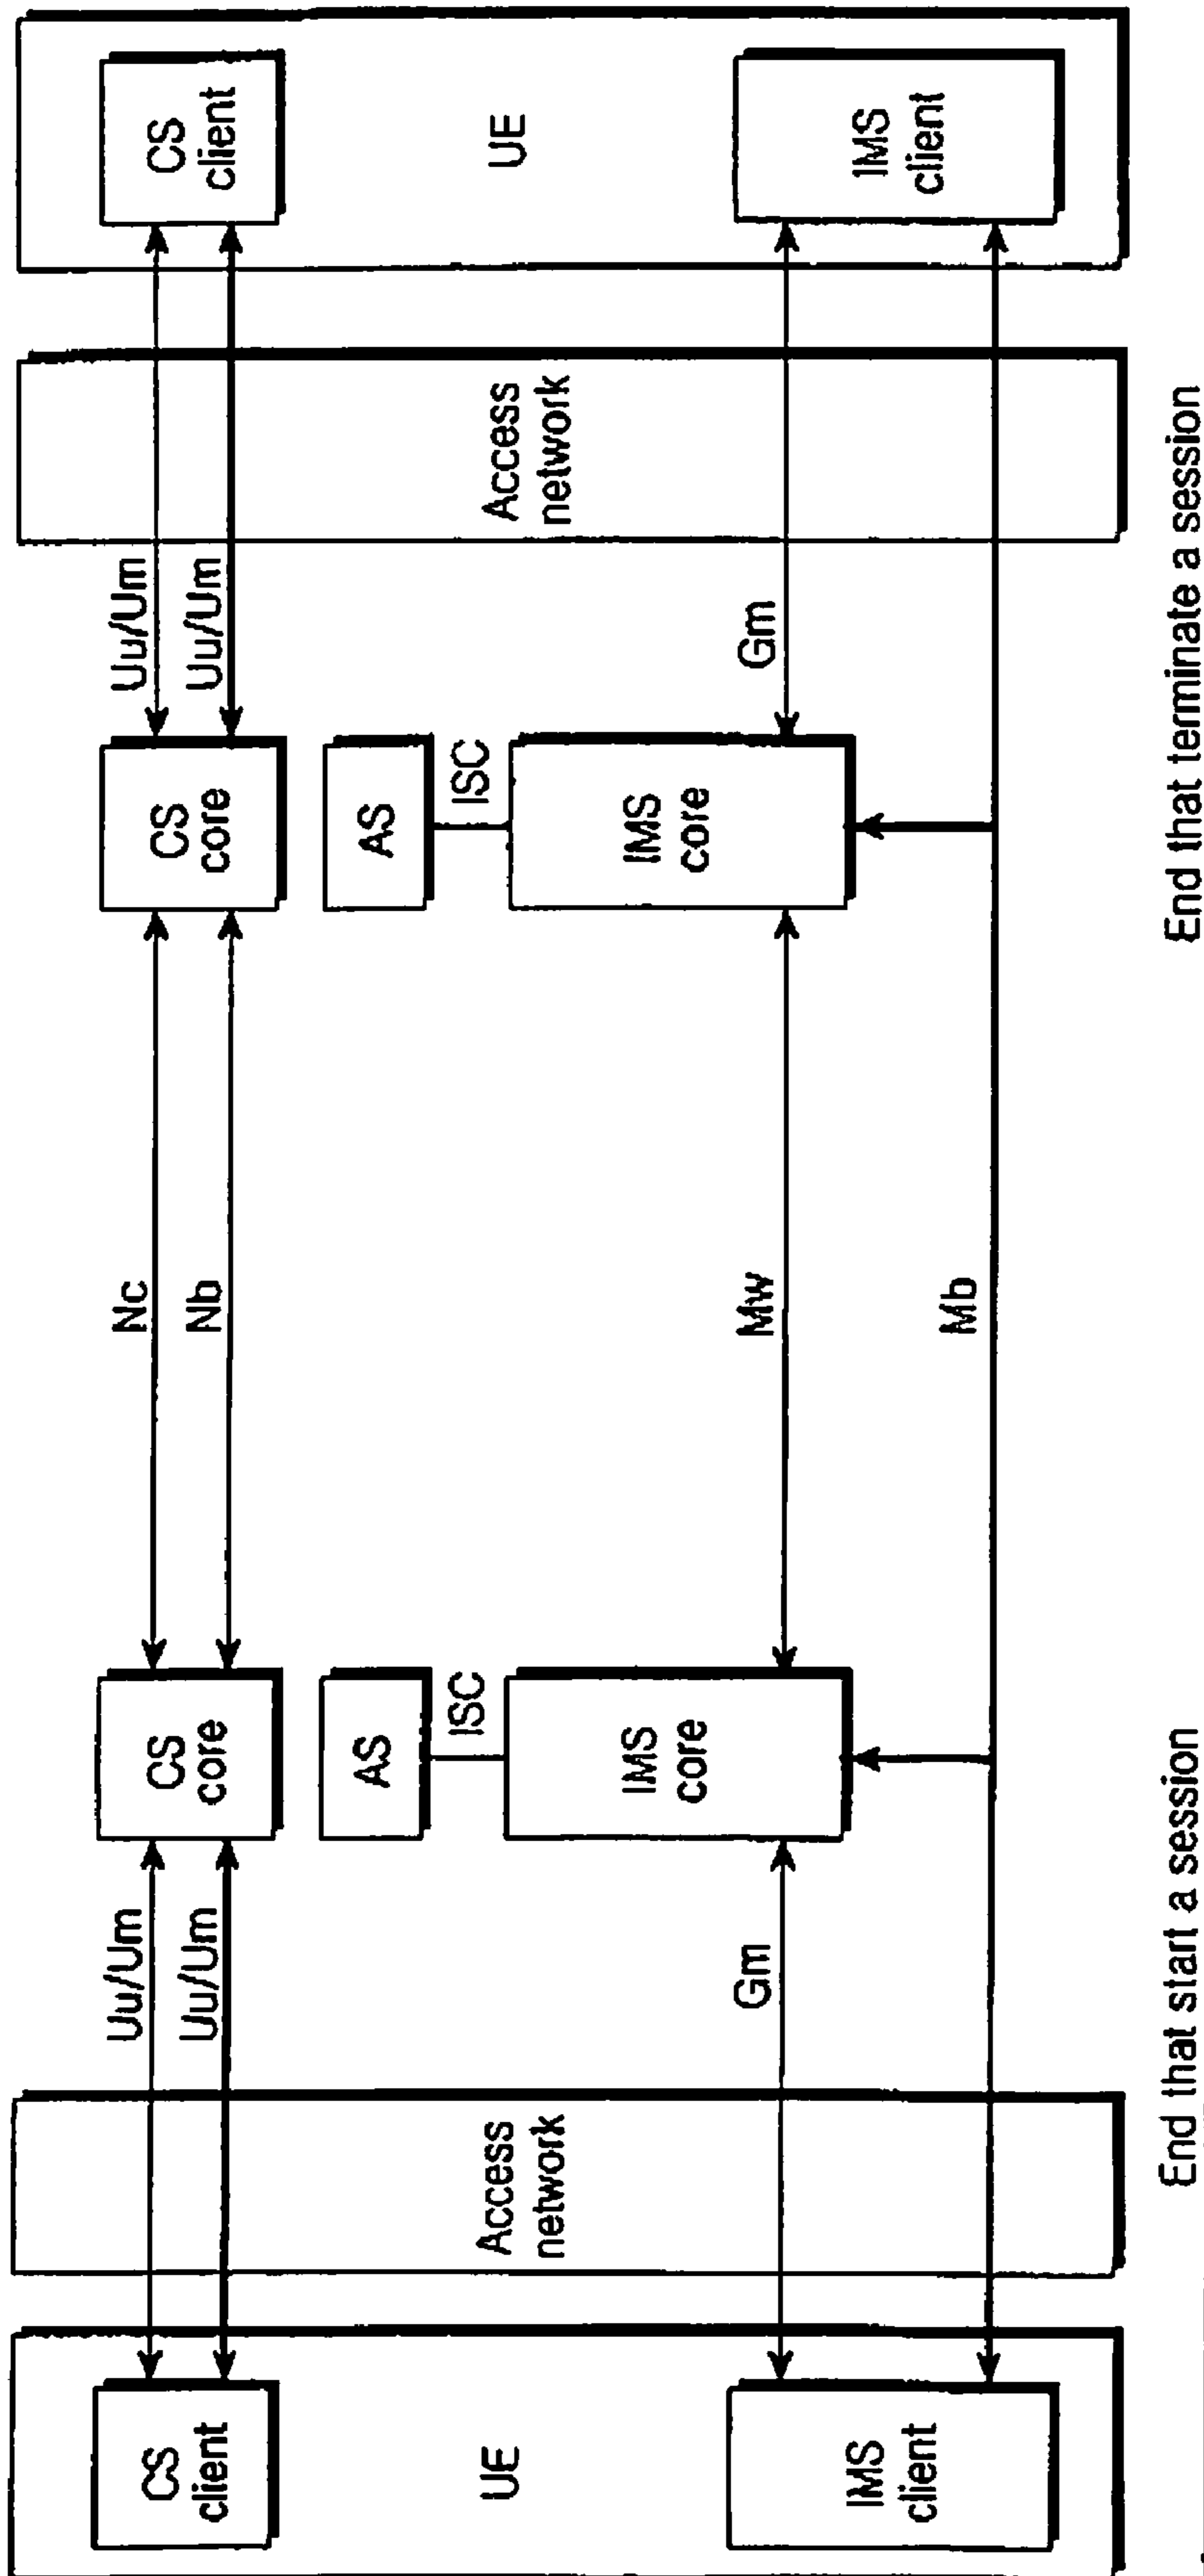 CS
client
UE
IMS
client
Access
network
Uu/Um
Uu/Um
Gm
CS
core
AS
ISC
IMS
core
Nc
Nb
Mw
Mb
CS
core
AS
ISC
IMS
core
Uu/Um
Uu/Um
Gm
Access
network
CS
client
UE
IMS
client
End that start a session
End that terminate a session